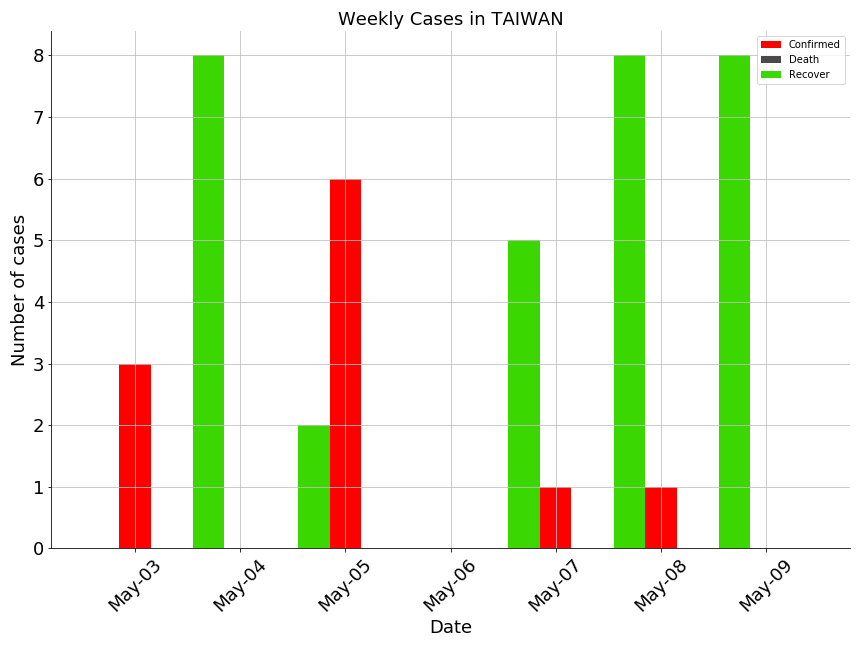 Weekly Cases in TAIWAN
Confirmed
Death
Recover
Number of cases
8
7
6
5
4
3
2
1
0
May-03
May-04
May-05
May-06
May-07
May-08
May-09
Date